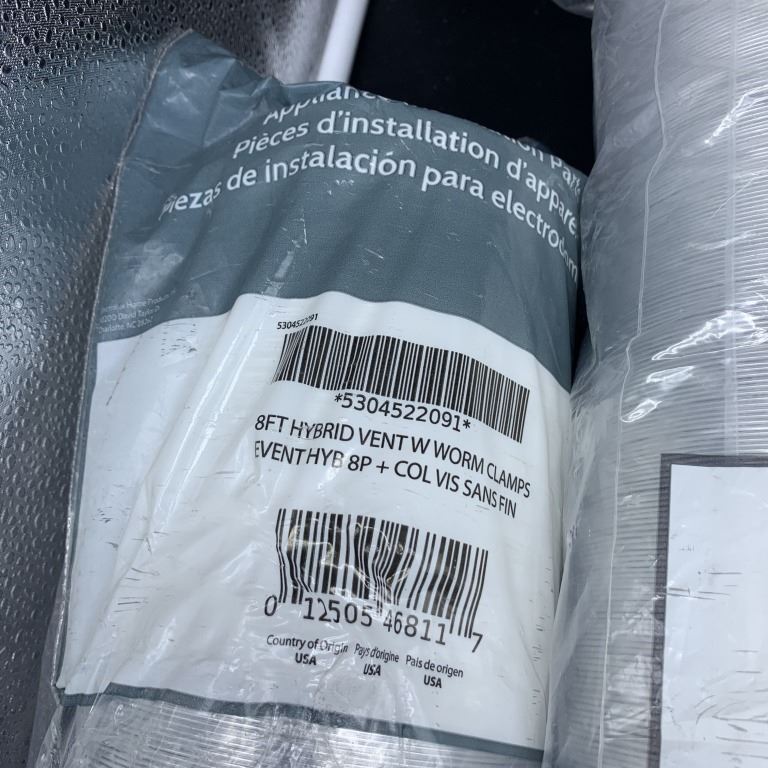 Pièces d'installation d'appare
Piezas de instalación para electrodom
5304522091
*5304522091*
8FT HYBRID VENT W WORM CLAMPS
EVENT HYB 8P + COL VIS SANS FIN
0 12505 46811 7
Country of Origin Pays d'origine Pais de origen
USA USA USA